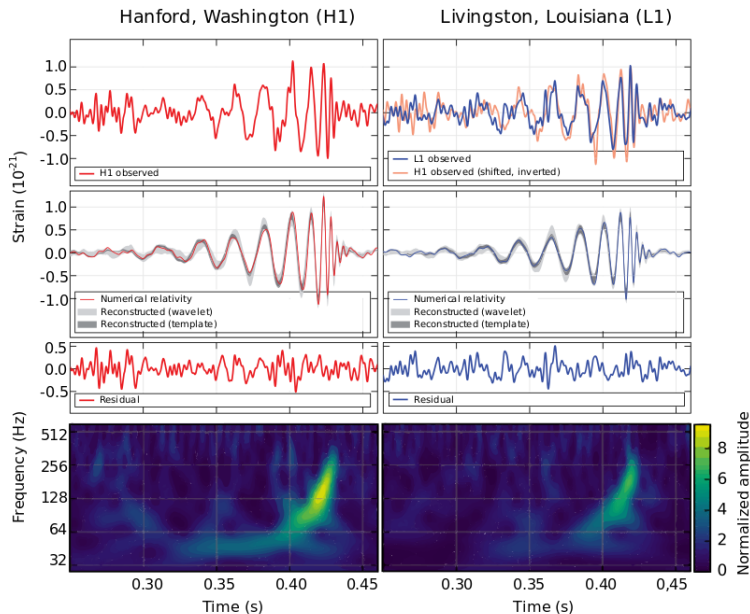 Hanford, Washington (H1)
Livingston, Louisiana (L1)
1.0
0.5
0.0
-0.5
-1.0
H1 observed
L1 observed
H1 observed (shifted, inverted)
Strain (10⁻²¹)
1.0
0.5
0.0
-0.5
-1.0
Numerical relativity
Reconstructed (wavelet)
Reconstructed (template)
Numerical relativity
Reconstructed (wavelet)
Reconstructed (template)
0.5
0.0
-0.5
Residual
Residual
Frequency (Hz)
512
256
128
64
32
Normalized amplitude
8
6
4
2
0
0.30
0.35
0.40
0.45
0.30
0.35
0.40
0,45
Time (s)
Time (s)